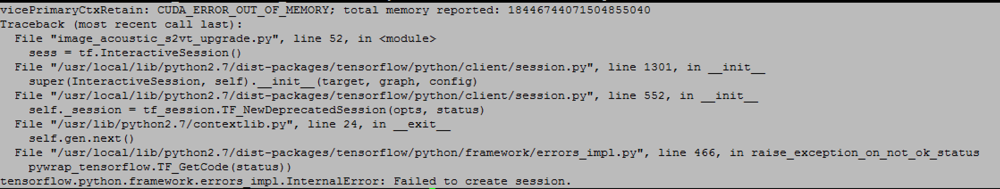 vicePrimaryCtxRetain: CUDA_ERROR_OUT_OF_MEMORY; total memory reported: 18446744071504855040
Traceback (most recent call last):
  File "image_acoustic_s2vt_upgrade.py", line 52, in <module>
    sess = tf.InteractiveSession()
  File "/usr/local/lib/python2.7/dist-packages/tensorflow/python/client/session.py", line 1301, in __init__
    super(InteractiveSession, self).__init__(target, graph, config)
  File "/usr/local/lib/python2.7/dist-packages/tensorflow/python/client/session.py", line 552, in __init__
    self._session = tf_session.TF_NewDeprecatedSession(opts, status)
  File "/usr/lib/python2.7/contextlib.py", line 24, in __exit__
    self.gen.next()
  File "/usr/local/lib/python2.7/dist-packages/tensorflow/python/framework/errors_impl.py", line 466, in raise_exception_on_not_ok_status
    pywrap_tensorflow.TF_GetCode(status))
tensorflow.python.framework.errors_impl.InternalError: Failed to create session.